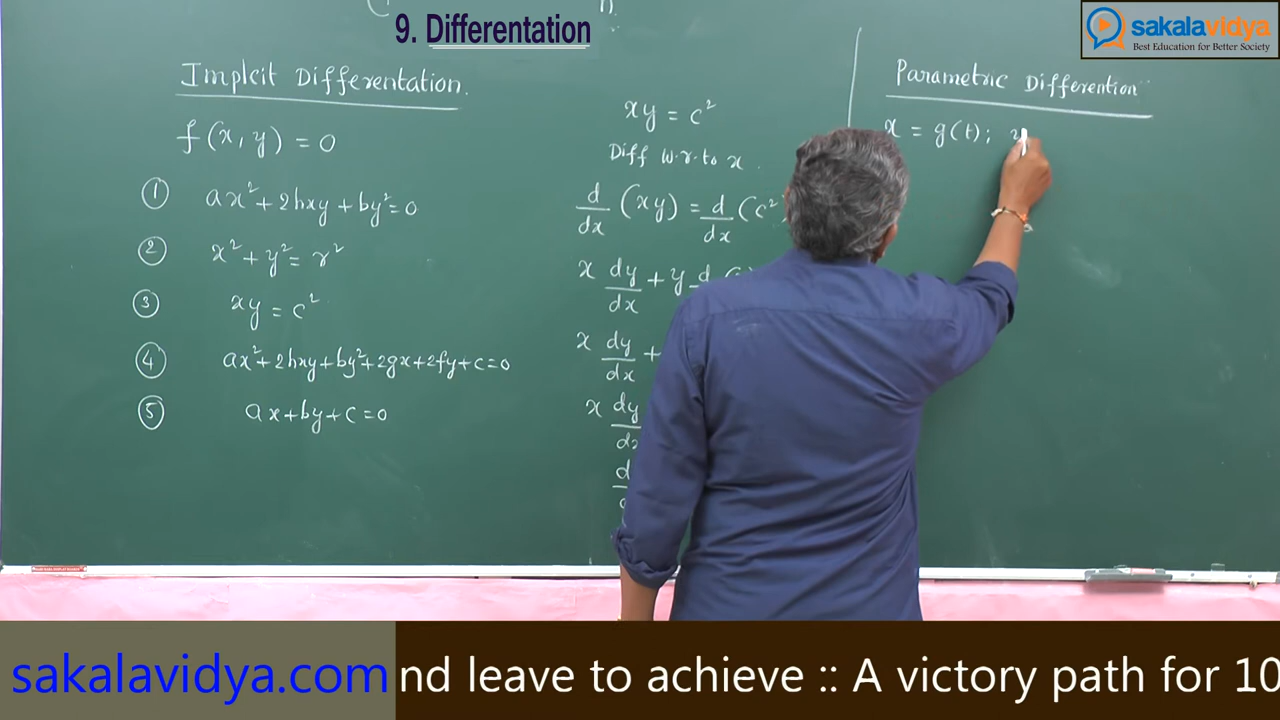 9. Differentation
sakalavidya
Best Education for Better Society
Implcit Differentation.
f(x, y) = 0
① ax² + 2hxy + by² = 0
② x² + y² = r²
③ xy = c²
④ ax² + 2hxy + by² + 2gx + 2fy + c = 0
⑤ ax + by + c = 0
xy = c²
Diff w.r.to x.
d/dx (xy) = d/dx (c²
x dy/dx + y d
x dy/dx +
x dy
d
Parametric Differention
x = g(t);
sakalavidya.com
nd leave to achieve :: A victory path for 10